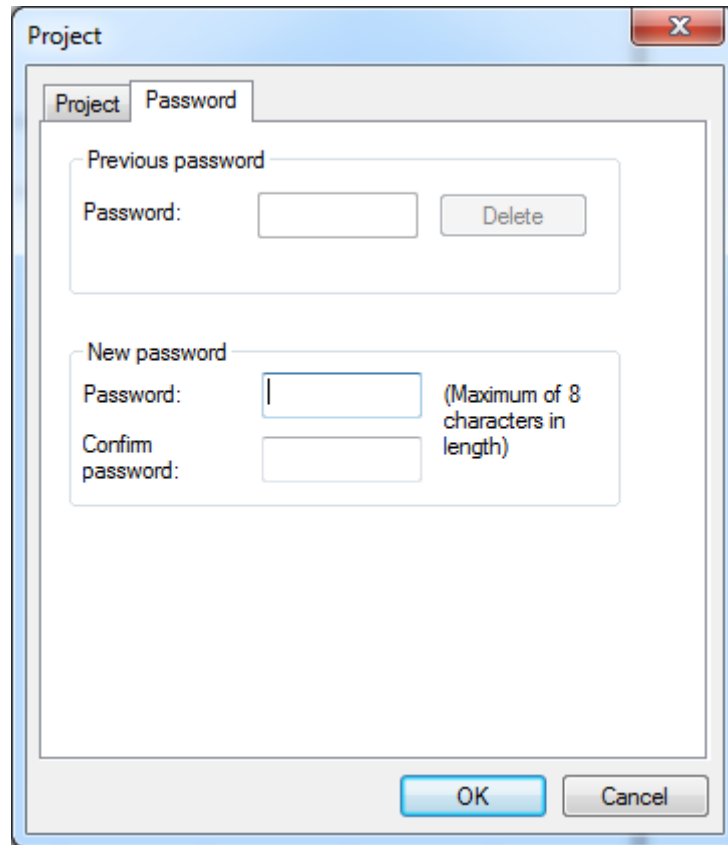 Project
Project Password
Previous password
Password:
Delete
New password
Password:
(Maximum of 8
characters in
length)
Confirm
password:
OK Cancel